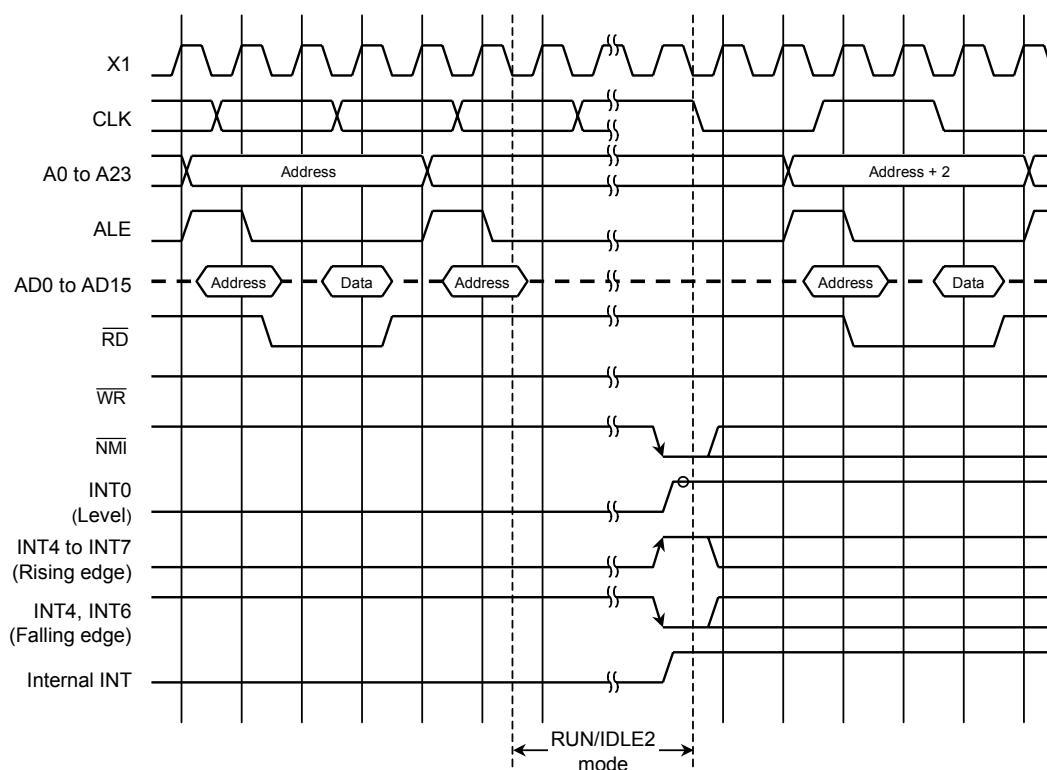 X1
CLK
A0 to A23
Address
Address + 2
ALE
AD0 to AD15
Address
Data
Address
Address
Data
RD
WR
NMI
INT0
(Level)
INT4 to INT7
(Rising edge)
INT4, INT6
(Falling edge)
Internal INT
RUN/IDLE2
mode